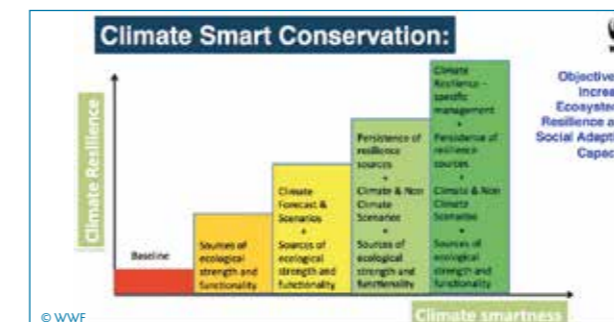 Climate Smart Conservation:
Objective
Increa
Ecosyste
Resilience a
Social Adapti
Capac
Climate Resilience
Baseline
Sources of
ecological
strength and
functionality
Climate
Forecast &
Scenarios
+
Sources of
ecological
strength and
functionality
Persistence of
resilience
sources
+
Climate & Non
Climate
Scenarios
+
Sources of
ecological
strength and
functionality
Climate
Resilience -
specific
management
+
Persistence of
resilience
sources
+
Climate & Non
Climate
Scenarios
+
Sources of
ecological
strength and
functionality
Climate smartness
© WWF